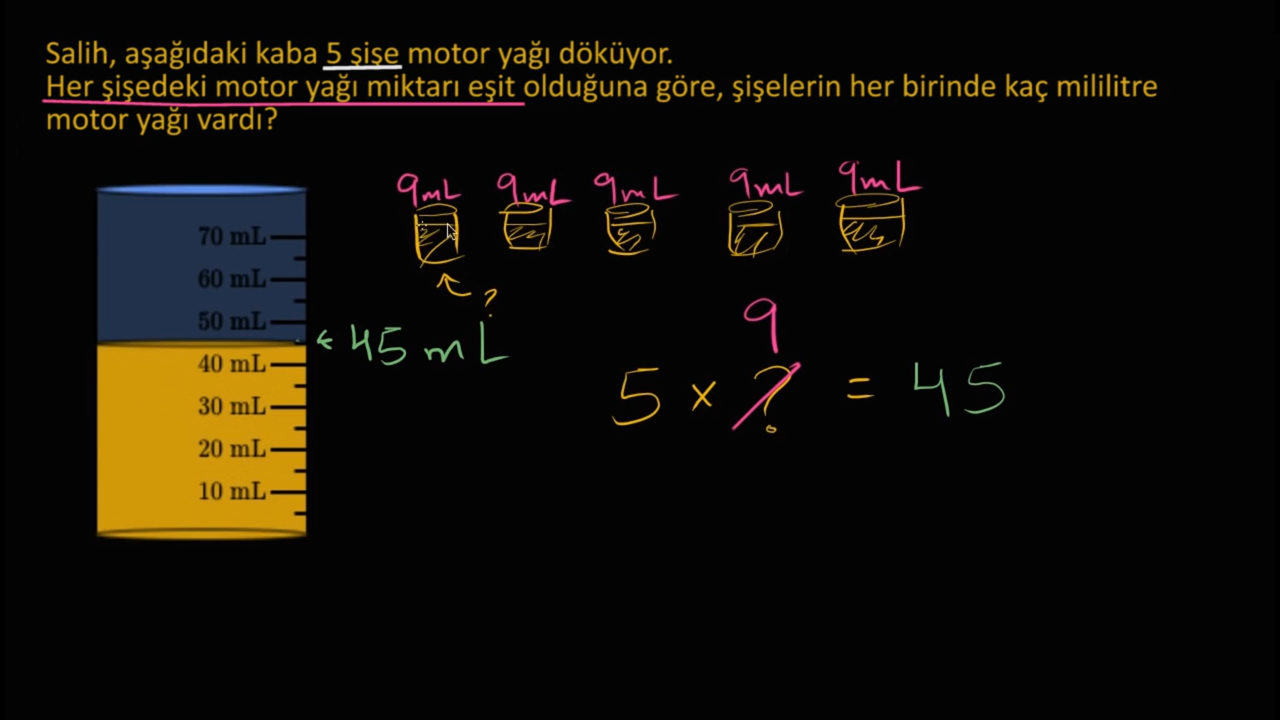 Salih, aşağıdaki kaba 5 şişe motor yağı döküyor.
Her şişedeki motor yağı miktarı eşit olduğuna göre, şişelerin her birinde kaç mililitre
motor yağı vardı?
9mL 9mL 9mL 9mL 9mL
70 mL
60 mL
?
50 mL
45 mL
40 mL
9
5 x ? = 45
30 mL
20 mL
10 mL